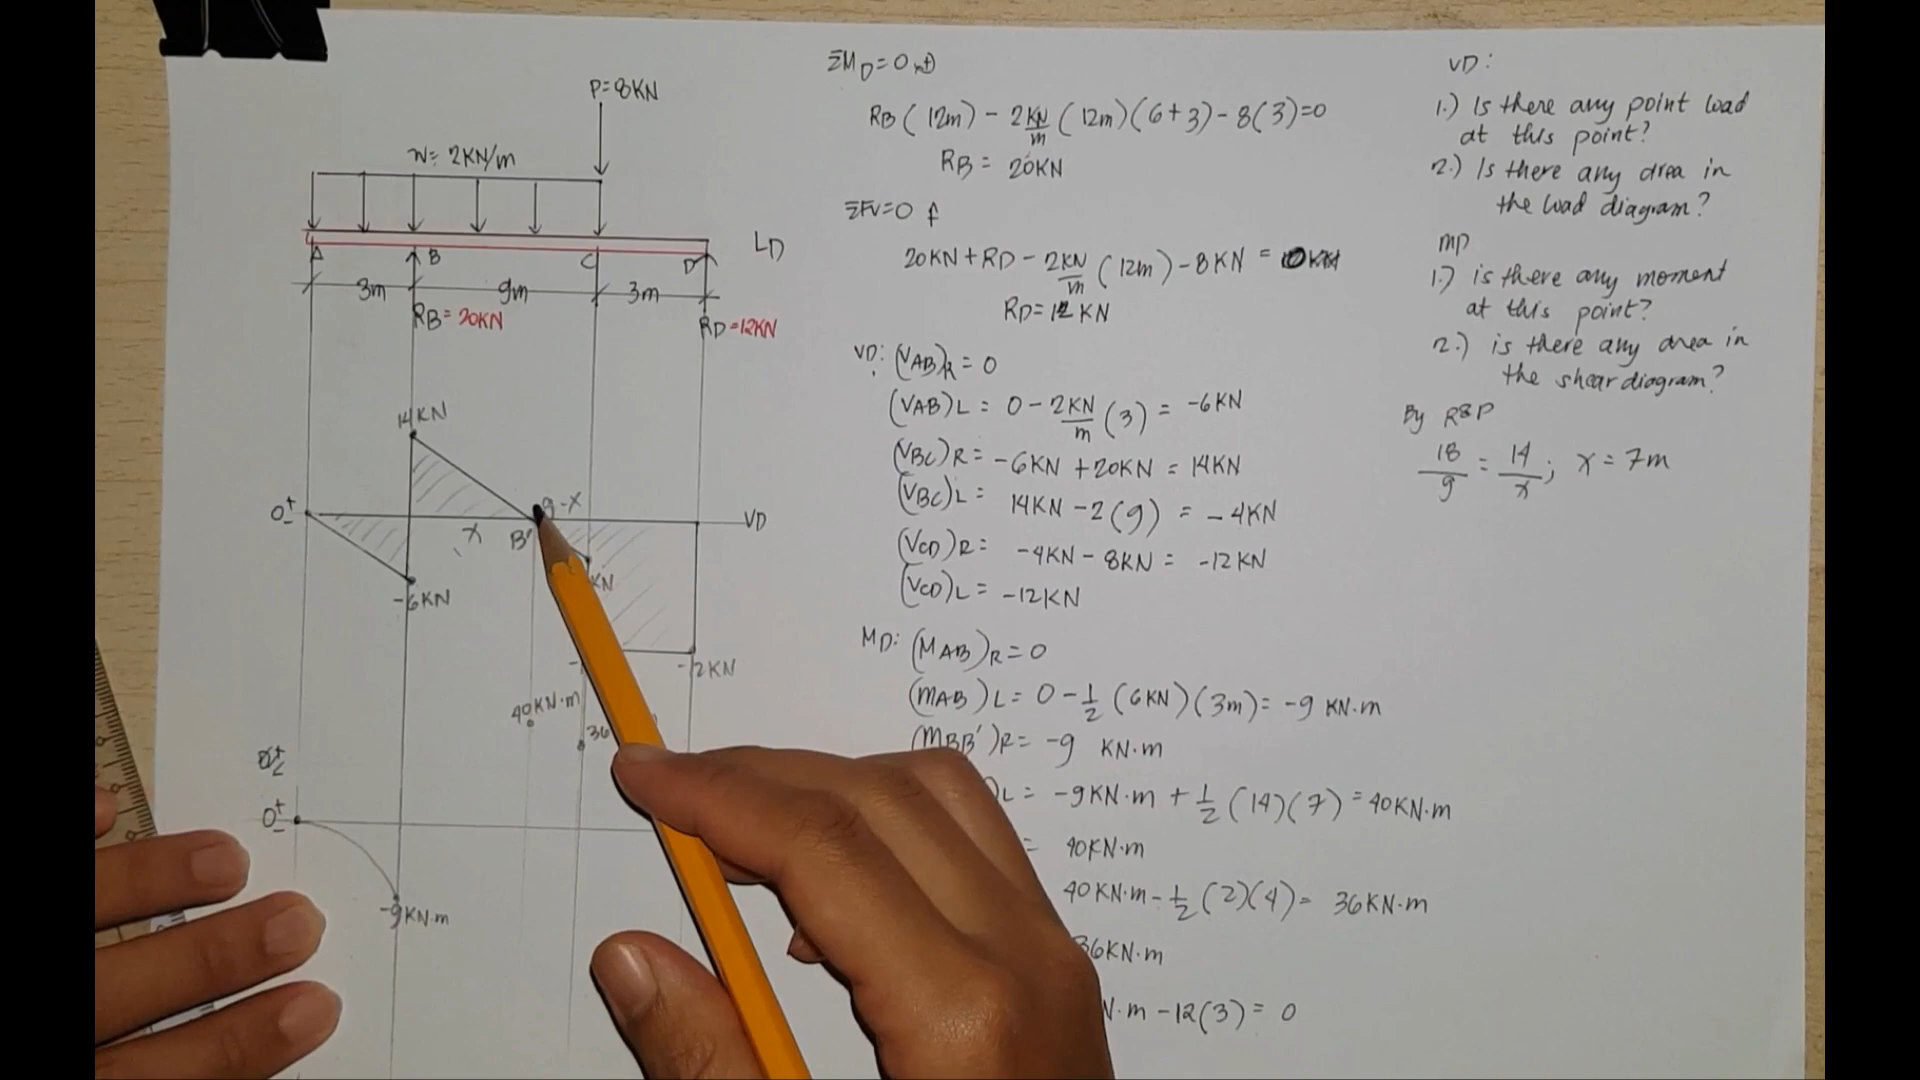 P=8KN
w= 2KN/m
LD
A B C D
3m 9m 3m
RB= 20KN RD=12KN
14KN
0± x B' 9-x VD
-6KN
KN
-12KN
40KN·m
36
0±
-9KN·m
ΣMD=0
RB(12m) - 2KN/m (12m)(6+3)-8(3)=0
RB= 20KN
ΣFV=0
20KN+RD - 2KN/m (12m)-8KN =
RD=12KN
VD: (VAB)R = 0
(VAB)L = 0-2KN/m (3) = -6KN
(VBC)R= -6KN +20KN = 14KN
(VBC)L= 14KN -2(9) = -4KN
(VCD)R= -4KN-8KN = -12KN
(VCD)L= -12KN
MD: (MAB)R=0
(MAB)L= 0-1/2 (6KN)(3m)= -9 KN·m
(MBB')R= -9 KN·m
L= -9KN·m + 1/2 (14)(7) =40KN·m
= 40KN·m
40KN·m-1/2(2)(4)= 36KN·m
36KN·m
N·m -12(3)= 0
VD:
1.) Is there any point load
at this point?
2.) Is there any area in
the load diagram?
MD
1.) is there any moment
at this point?
2.) is there any area in
the shear diagram?
By R&P
18/9 = 14/x; x=7m